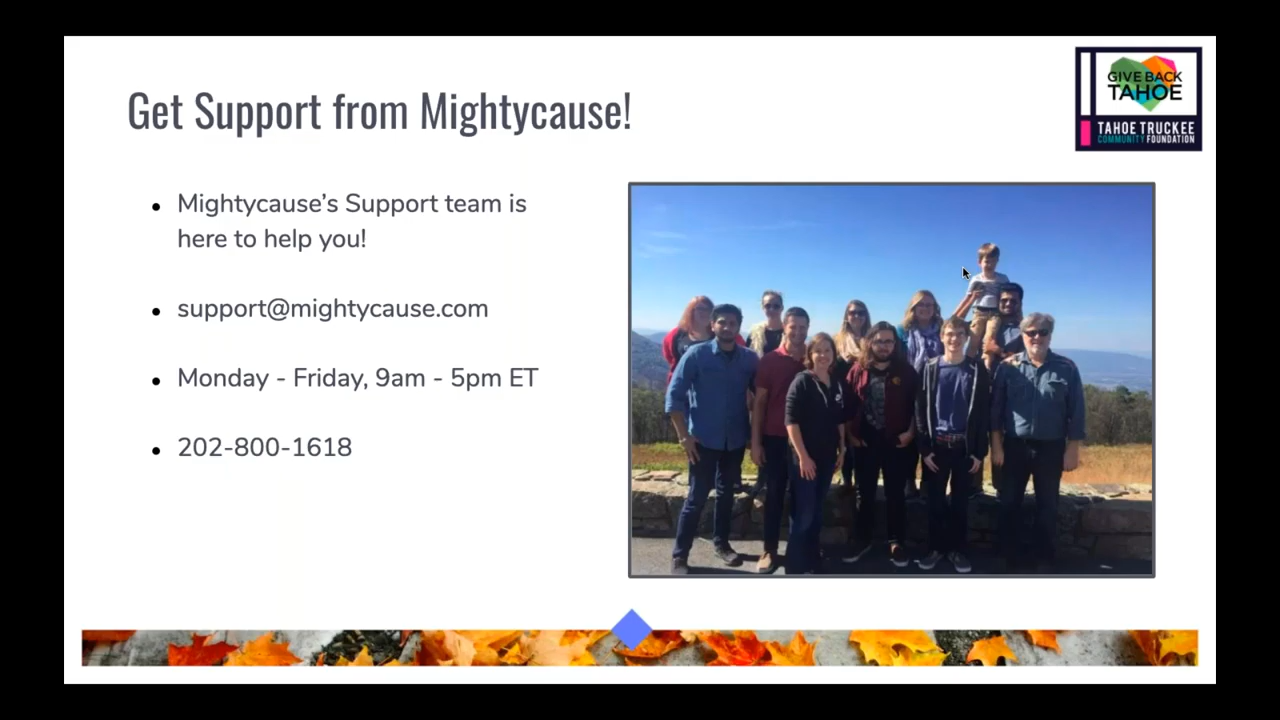 GIVE BACK
TAHOE
TAHOE TRUCKEE
COMMUNITY FOUNDATION
Get Support from Mightycause!
Mightycause’s Support team is
here to help you!
support@mightycause.com
Monday - Friday, 9am - 5pm ET
202-800-1618